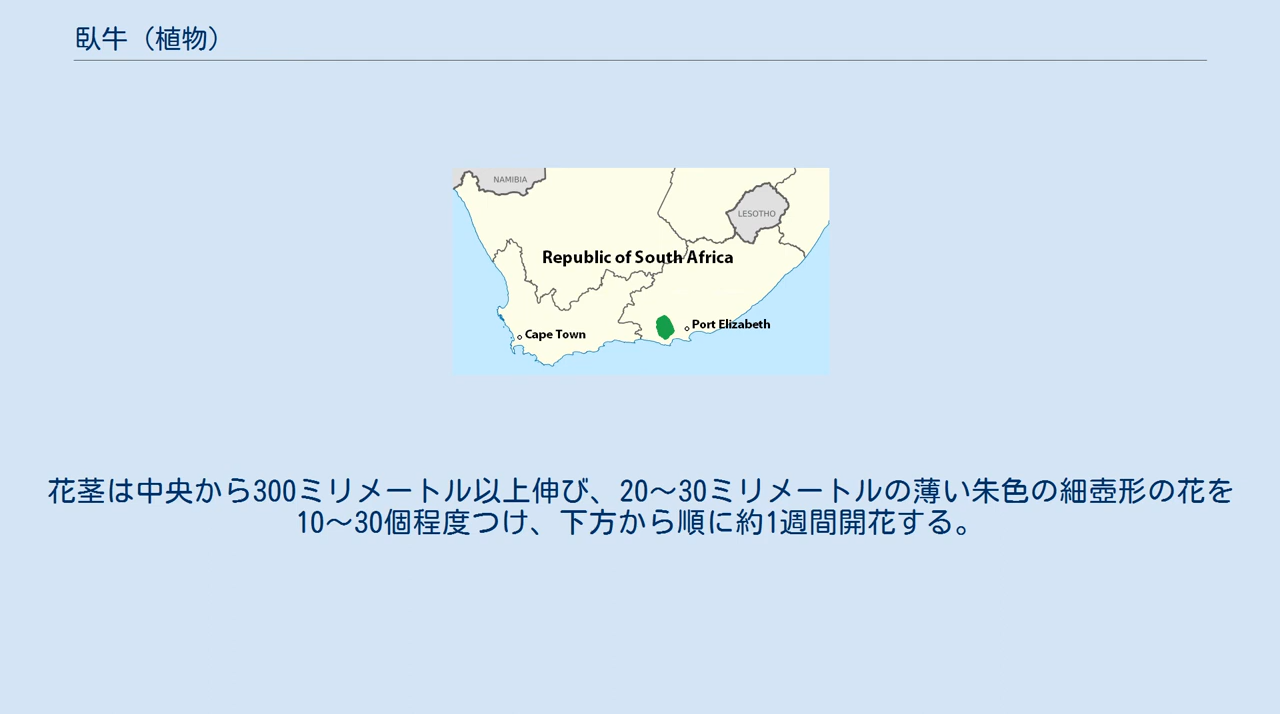 臥牛（植物）
NAMIBIA
LESOTHO
Republic of South Africa
Port Elizabeth
Cape Town
花茎は中央から300ミリメートル以上伸び、20～30ミリメートルの薄い朱色の細壺形の花を
10～30個程度つけ、下方から順に約1週間開花する。